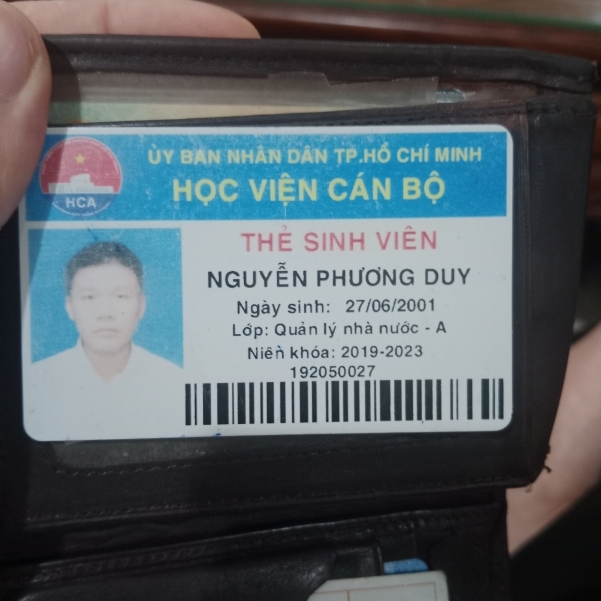 ỦY BAN NHÂN DÂN TP.HỒ CHÍ MINH
HỌC VIỆN CÁN BỘ
HCA
THẺ SINH VIÊN
NGUYỄN PHƯƠNG DUY
Ngày sinh: 27/06/2001
Lớp: Quản lý nhà nước - A
Niên khóa: 2019-2023
192050027